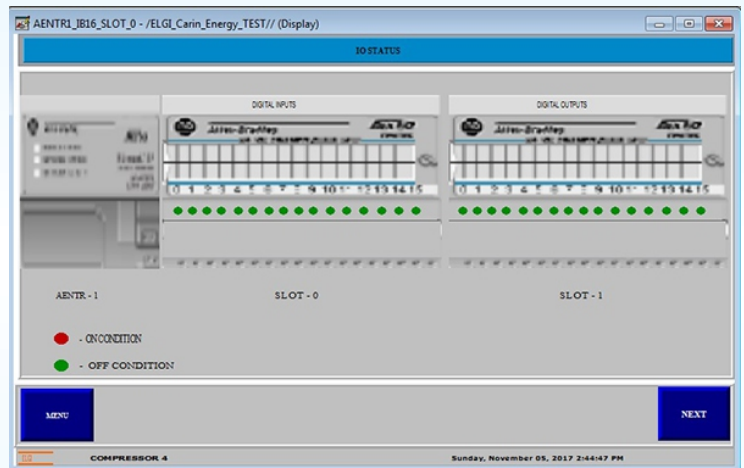 AENTR1_IB16_SLOT_0 - /ELGI_Carin_Energy_TEST// (Display)
IO STATUS
DIGITAL INPUTS
DIGITAL OUTPUTS
Allen-Bradley
Allen-Bradley
0 1 2 3 4 5 6 7 8 9 10 11 12 13 14 15
0 1 2 3 4 5 6 7 8 9 10 11 12 13 14 15
AENTR - 1
SLOT - 0
SLOT - 1
- ON CONDITION
- OFF CONDITION
MENU
NEXT
COMPRESSOR 4
Sunday, November 05, 2017 2:44:47 PM